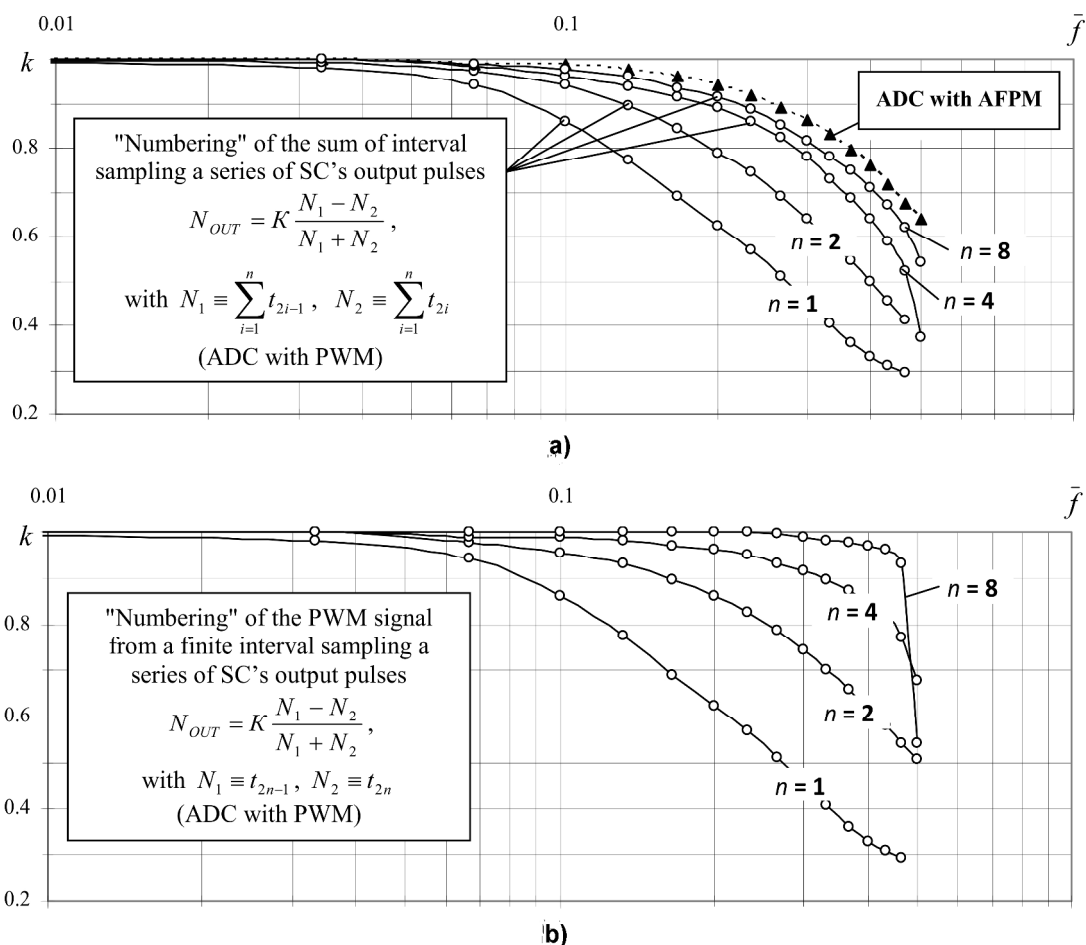 0.01 0.1 f̄
k
ADC with AFPM
"Numbering" of the sum of interval
sampling a series of SC's output pulses
N_OUT = K (N_1 − N_2)/(N_1 + N_2) ,
with N_1 ≡ ∑_{i=1}^{n} t_{2i−1} , N_2 ≡ ∑_{i=1}^{n} t_{2i}
(ADC with PWM)
0.8
0.6
0.4
0.2
n = 2
n = 8
n = 1
n = 4
a)
0.01 0.1 f̄
k
"Numbering" of the PWM signal
from a finite interval sampling a
series of SC's output pulses
N_OUT = K (N_1 − N_2)/(N_1 + N_2) ,
with N_1 ≡ t_{2n−1} , N_2 ≡ t_{2n}
(ADC with PWM)
0.8
0.6
0.4
0.2
n = 8
n = 4
n = 2
n = 1
b)